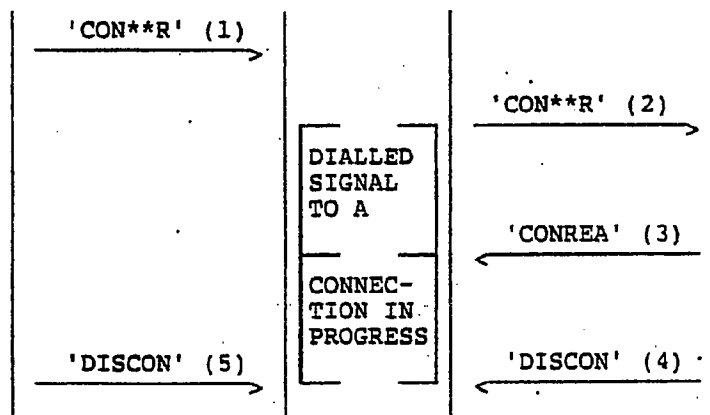 'CON**R' (1)
'CON**R' (2)
DIALLED
SIGNAL
TO A
'CONREA' (3)
CONNEC-
TION IN
PROGRESS
'DISCON' (5)
'DISCON' (4)